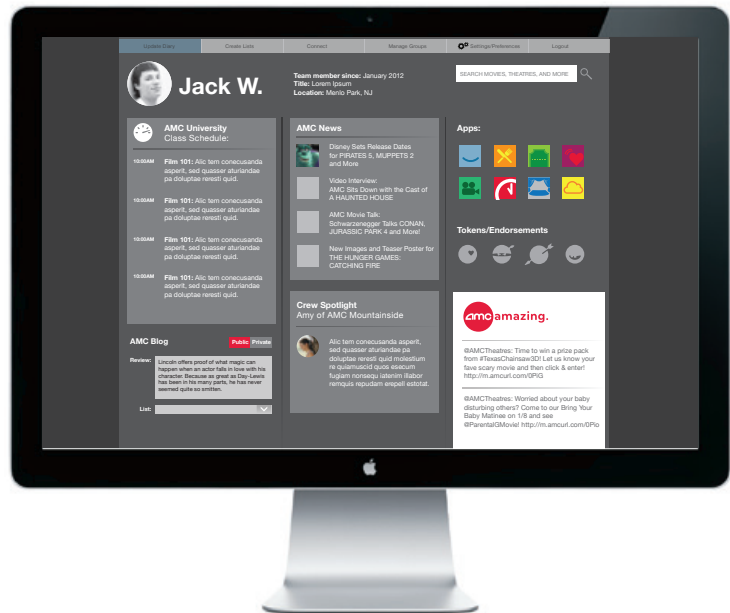 Update Diary
Create Lists
Connect
Manage Groups
Settings/Preferences
Logout
Jack W.
Team member since: January 2012
Title: Lorem Ipsum
Location: Menlo Park, NJ
SEARCH MOVIES, THEATRES, AND MORE
AMC University
Class Schedule:
10:00AM Film 101: Alic tem conecusanda
asperit, sed quasser aturiandae
pa doluptae reresti quid.
10:00AM Film 101: Alic tem conecusanda
asperit, sed quasser aturiandae
pa doluptae reresti quid.
10:00AM Film 101: Alic tem conecusanda
asperit, sed quasser aturiandae
pa doluptae reresti quid.
10:00AM Film 101: Alic tem conecusanda
asperit, sed quasser aturiandae
pa doluptae reresti quid.
AMC Blog
Public Private
Review: Lincoln offers proof of what magic can
happen when an actor falls in love with his
character. Because as great as Day-Lewis
has been in his many parts, he has never
seemed quite so smitten.
List:
AMC News
Disney Sets Release Dates
for PIRATES 5, MUPPETS 2
and More
Video Interview:
AMC Sits Down with the Cast of
A HAUNTED HOUSE
AMC Movie Talk:
Schwarzenegger Talks CONAN,
JURASSIC PARK 4 and More!
New Images and Teaser Poster for
THE HUNGER GAMES:
CATCHING FIRE
Crew Spotlight
Amy of AMC Mountainside
Alic tem conecusanda asperit,
sed quasser aturiandae pa
doluptae reresti quid molestium
re quiamuscid quos esecum
fugiam nonsequ iatenim illabor
remquis repudam erepell estotat.
Apps:
Tokens/Endorsements
amc amazing.
@AMCTheatres: Time to win a prize pack
from #TexasChainsaw3D! Let us know your
fave scary movie and then click & enter!
http://m.amcurl.com/0PIG
@AMCTheatres: Worried about your baby
disturbing others? Come to our Bring Your
Baby Matinee on 1/8 and see
@ParentalGMovie! http://m.amcurl.com/0Pio